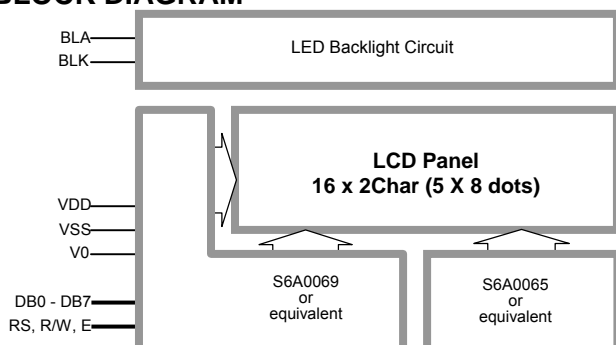 BLOCK DIAGRAM
BLA
BLK
LED Backlight Circuit
LCD Panel
16 x 2Char (5 X 8 dots)
VDD
VSS
V0
DB0 - DB7
RS, R/W, E
S6A0069
or
equivalent
S6A0065
or
equivalent